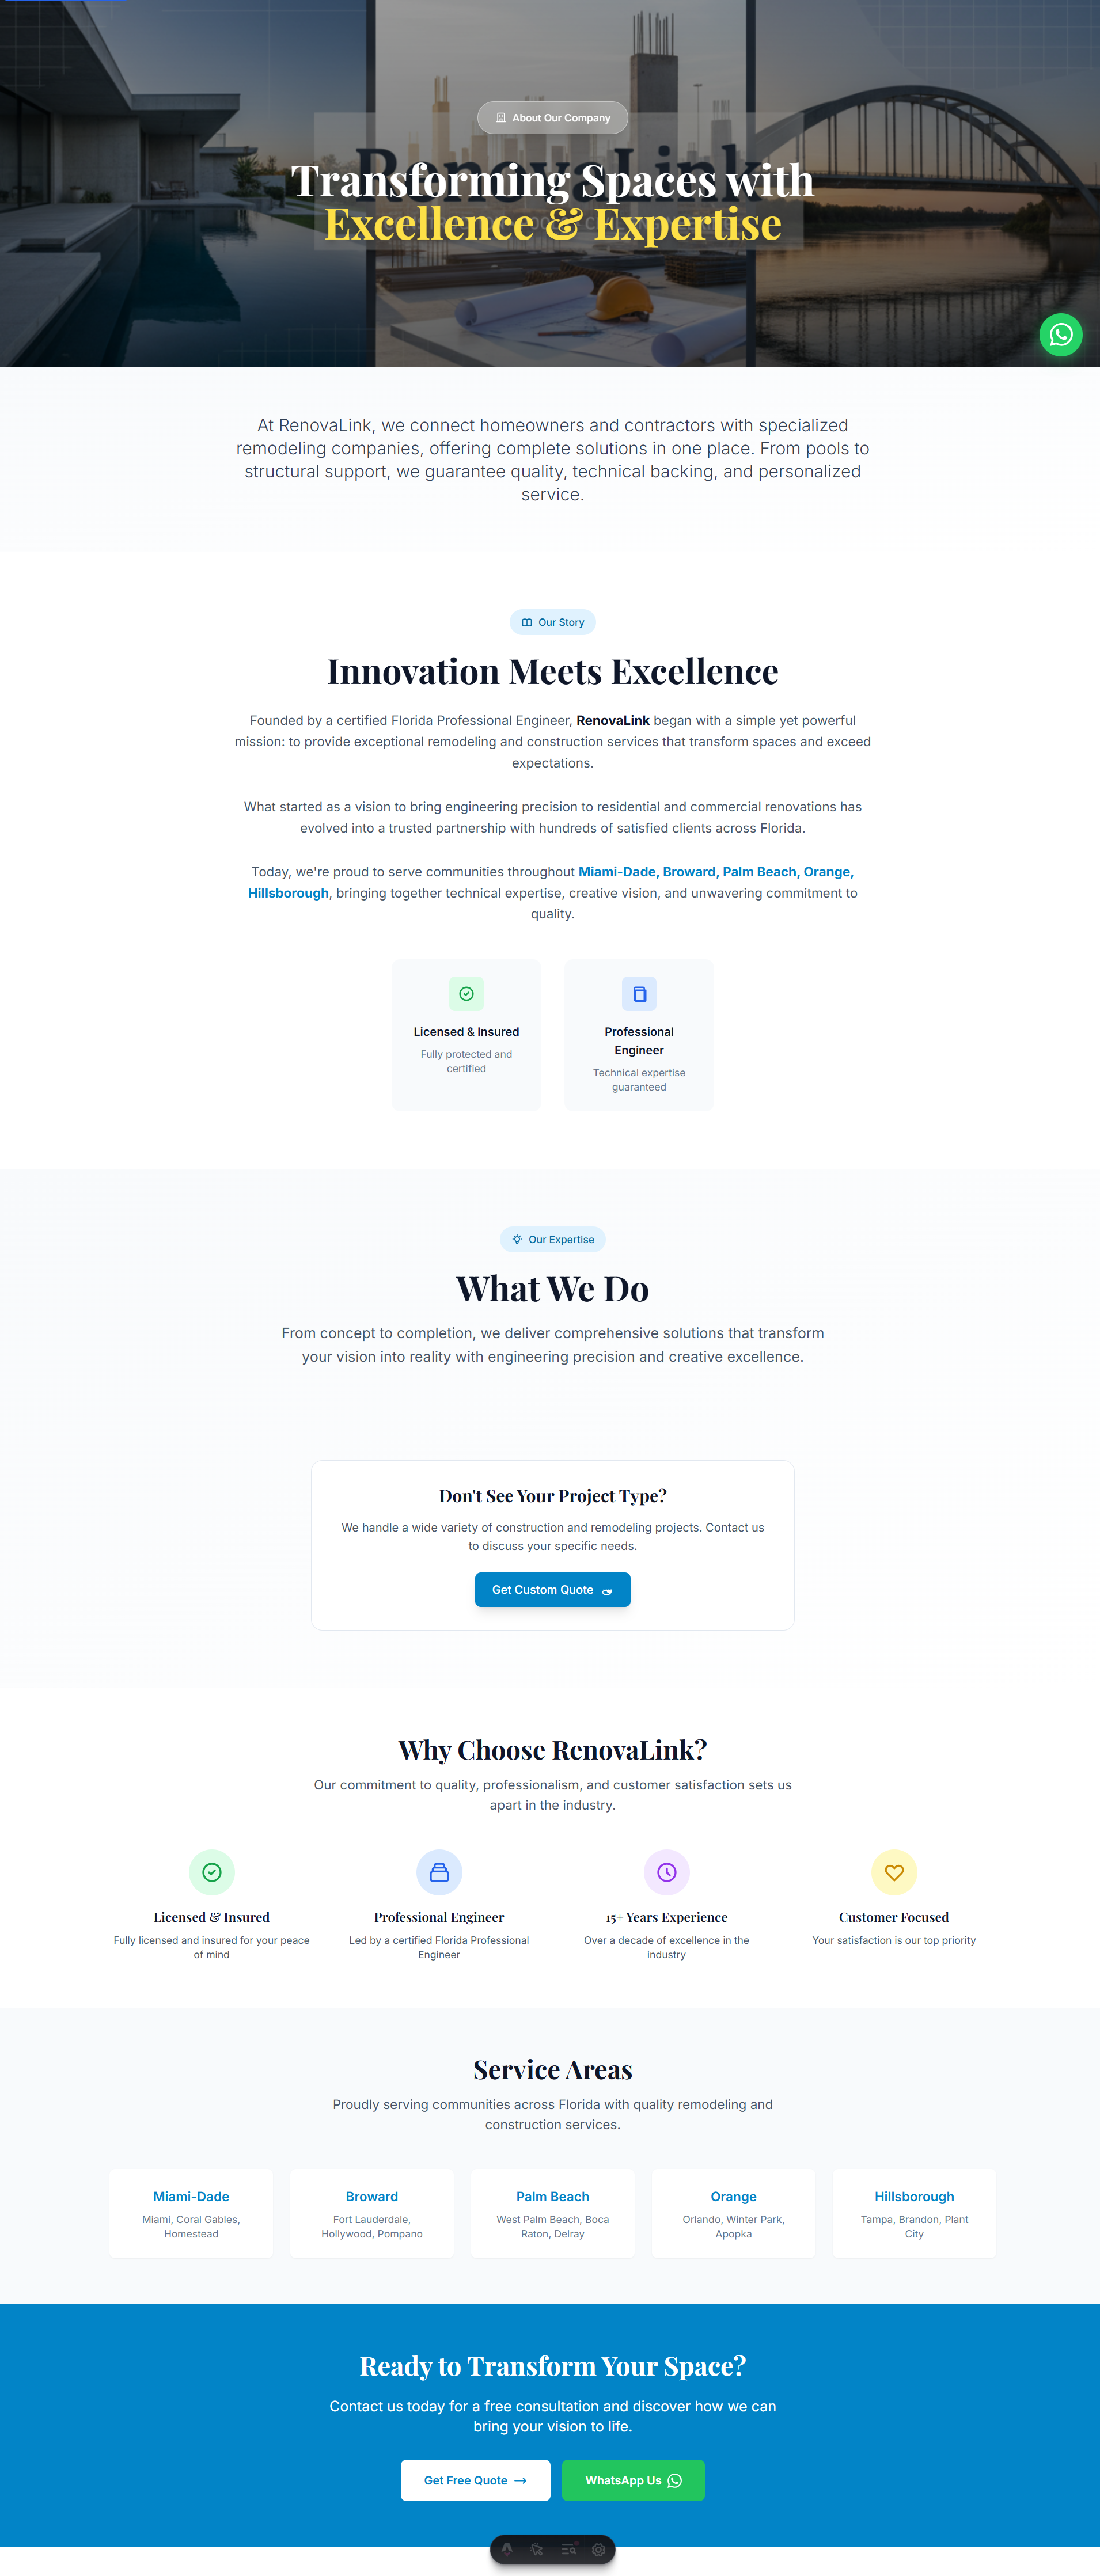 About Our Company
Transforming Spaces with
Excellence & Expertise
At RenovaLink, we connect homeowners and contractors with specialized
remodeling companies, offering complete solutions in one place. From pools to
structural support, we guarantee quality, technical backing, and personalized
service.
Our Story
Innovation Meets Excellence
Founded by a certified Florida Professional Engineer, RenovaLink began with a simple yet powerful
mission: to provide exceptional remodeling and construction services that transform spaces and exceed
expectations.
What started as a vision to bring engineering precision to residential and commercial renovations has
evolved into a trusted partnership with hundreds of satisfied clients across Florida.
Today, we're proud to serve communities throughout Miami-Dade, Broward, Palm Beach, Orange,
Hillsborough, bringing together technical expertise, creative vision, and unwavering commitment to
quality.
Licensed & Insured
Fully protected and
certified
Professional
Engineer
Technical expertise
guaranteed
Our Expertise
What We Do
From concept to completion, we deliver comprehensive solutions that transform
your vision into reality with engineering precision and creative excellence.
Don't See Your Project Type?
We handle a wide variety of construction and remodeling projects. Contact us
to discuss your specific needs.
Get Custom Quote
Why Choose RenovaLink?
Our commitment to quality, professionalism, and customer satisfaction sets us
apart in the industry.
Licensed & Insured
Fully licensed and insured for your peace
of mind
Professional Engineer
Led by a certified Florida Professional
Engineer
15+ Years Experience
Over a decade of excellence in the
industry
Customer Focused
Your satisfaction is our top priority
Service Areas
Proudly serving communities across Florida with quality remodeling and
construction services.
Miami-Dade
Miami, Coral Gables,
Homestead
Broward
Fort Lauderdale,
Hollywood, Pompano
Palm Beach
West Palm Beach, Boca
Raton, Delray
Orange
Orlando, Winter Park,
Apopka
Hillsborough
Tampa, Brandon, Plant
City
Ready to Transform Your Space?
Contact us today for a free consultation and discover how we can
bring your vision to life.
Get Free Quote
WhatsApp Us